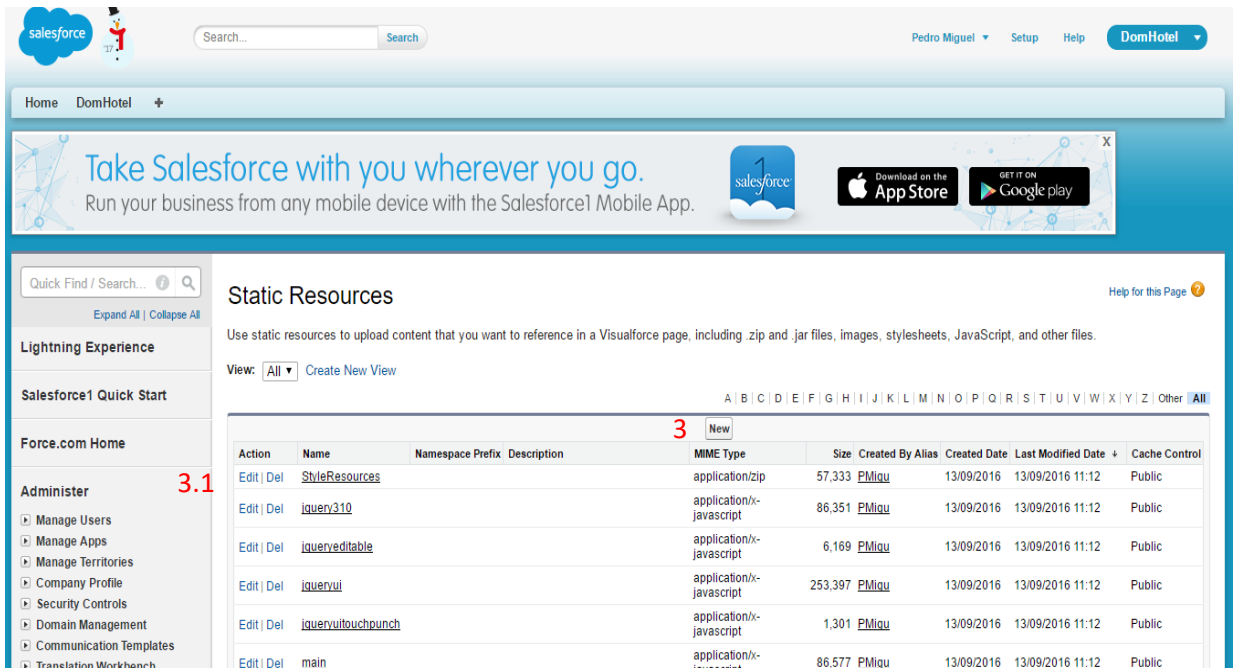 salesforce
'17
Search... Search
Pedro Miguel Setup Help DomHotel
Home DomHotel +
Take Salesforce with you wherever you go.
Run your business from any mobile device with the Salesforce1 Mobile App.
1
salesforce
Download on the
App Store
GET IT ON
Google play
X
Quick Find / Search...
Expand All | Collapse All
Lightning Experience
Salesforce1 Quick Start
Force.com Home
Administer
Manage Users
Manage Apps
Manage Territories
Company Profile
Security Controls
Domain Management
Communication Templates
Translation Workbench
Static Resources
Help for this Page ?
Use static resources to upload content that you want to reference in a Visualforce page, including .zip and .jar files, images, stylesheets, JavaScript, and other files.
View: All Create New View
A | B | C | D | E | F | G | H | I | J | K | L | M | N | O | P | Q | R | S | T | U | V | W | X | Y | Z | Other All
3 New
Action Name Namespace Prefix Description MIME Type Size Created By Alias Created Date Last Modified Date ↓ Cache Control
3.1 Edit | Del StyleResources application/zip 57,333 PMigu 13/09/2016 13/09/2016 11:12 Public
Edit | Del jquery310 application/x-javascript 86,351 PMigu 13/09/2016 13/09/2016 11:12 Public
Edit | Del jqueryeditable application/x-javascript 6,169 PMigu 13/09/2016 13/09/2016 11:12 Public
Edit | Del jqueryui application/x-javascript 253,397 PMigu 13/09/2016 13/09/2016 11:12 Public
Edit | Del jqueryuitouchpunch application/x-javascript 1,301 PMigu 13/09/2016 13/09/2016 11:12 Public
Edit | Del main application/x- 86,577 PMigu 13/09/2016 13/09/2016 11:12 Public